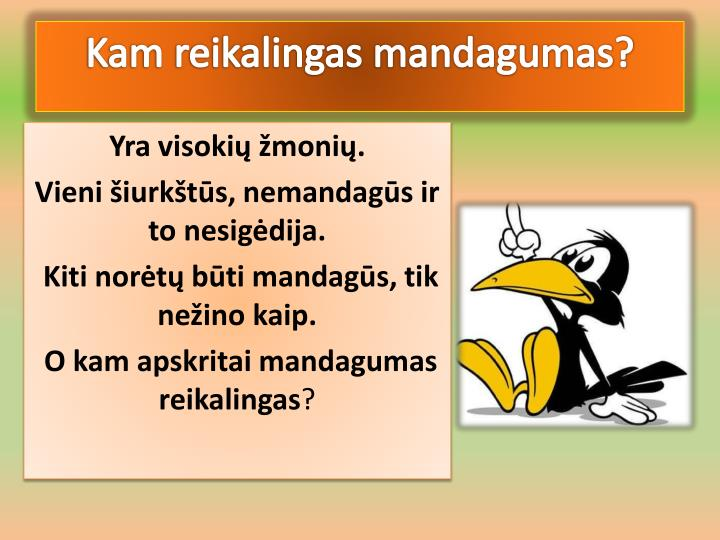 Kam reikalingas mandagumas?
Yra visokių žmonių.
Vieni šiurkštūs, nemandagūs ir
to nesigėdija.
Kiti norėtų būti mandagūs, tik
nežino kaip.
O kam apskritai mandagumas
reikalingas?